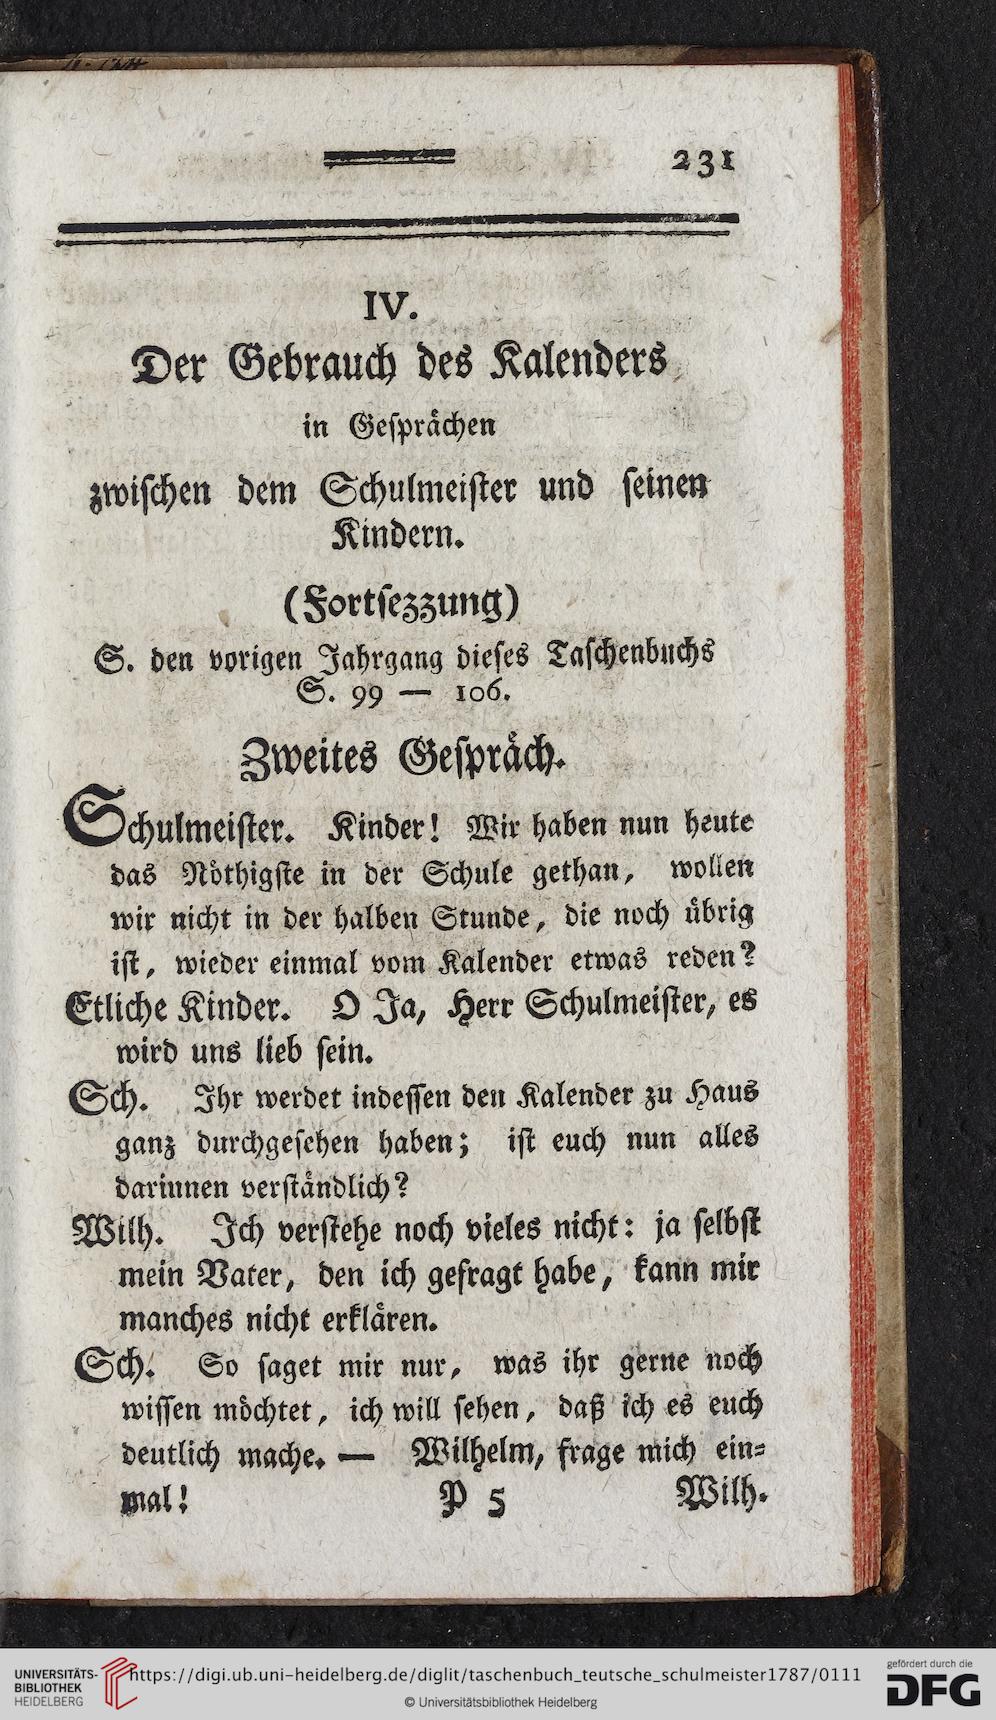 231
IV.
Der Gebrauch des Kalenders
in Geſprächen
zwiſchen dem Schulmeiſter und ſeinen
Kindern.
(Fortſezzung)
S. den vorigen Jahrgang dieſes Taſchenbuchs
S. 99 — 106.
Zweites Geſpräch.
Schulmeiſter. Kinder! Wir haben nun heute
das Nöthigſte in der Schule gethan, wollen
wir nicht in der halben Stunde, die noch übrig
iſt, wieder einmal vom Kalender etwas reden?
Etliche Kinder. O Ja, Herr Schulmeiſter, es
wird uns lieb ſein.
Sch. Ihr werdet indeſſen den Kalender zu Haus
ganz durchgeſehen haben; iſt euch nun alles
darinnen verſtändlich?
Wilh. Ich verſtehe noch vieles nicht: ja ſelbſt
mein Vater, den ich gefragt habe, kann mir
manches nicht erklären.
Sch. So ſaget mir nur, was ihr gerne noch
wiſſen möchtet, ich will ſehen, daß ich es euch
deutlich mache. — Wilhelm, frage mich ein-
mal! P 5 Wilh.
UNIVERSITÄTS-
BIBLIOTHEK
HEIDELBERG
https://digi.ub.uni-heidelberg.de/diglit/taschenbuch_teutsche_schulmeister1787/0111
© Universitätsbibliothek Heidelberg
gefördert durch die
DFG